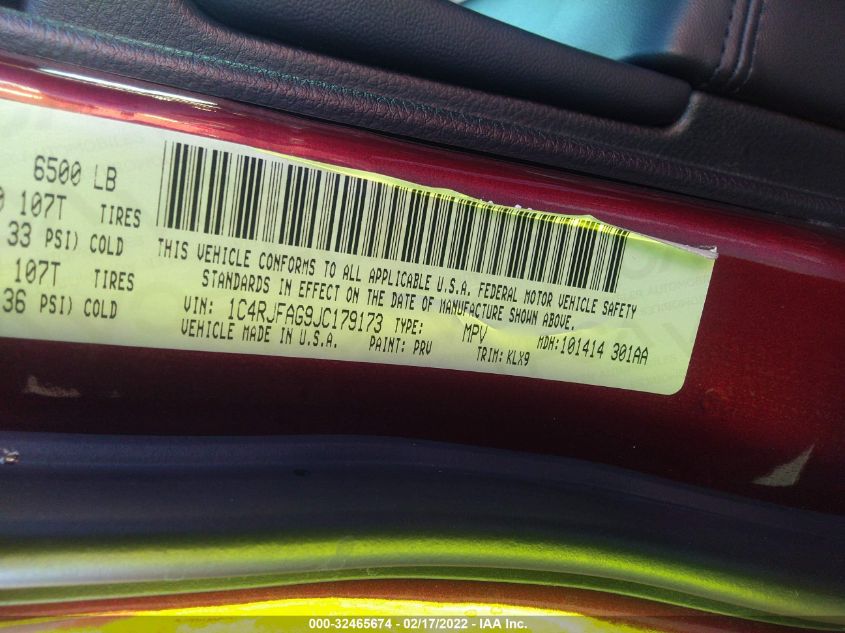 6500 LB
107T TIRES
33 PSI) COLD
107T TIRES
36 PSI) COLD
THIS VEHICLE CONFORMS TO ALL APPLICABLE U.S.A. FEDERAL MOTOR VEHICLE SAFETY
STANDARDS IN EFFECT ON THE DATE OF MANUFACTURE SHOWN ABOVE.
VIN: 1C4RJFAG9JC179173 TYPE: MPV MDH:101414 301AA
VEHICLE MADE IN U.S.A. PAINT: PRV TRIM: KLX9
000-32465674 - 02/17/2022 - IAA Inc.